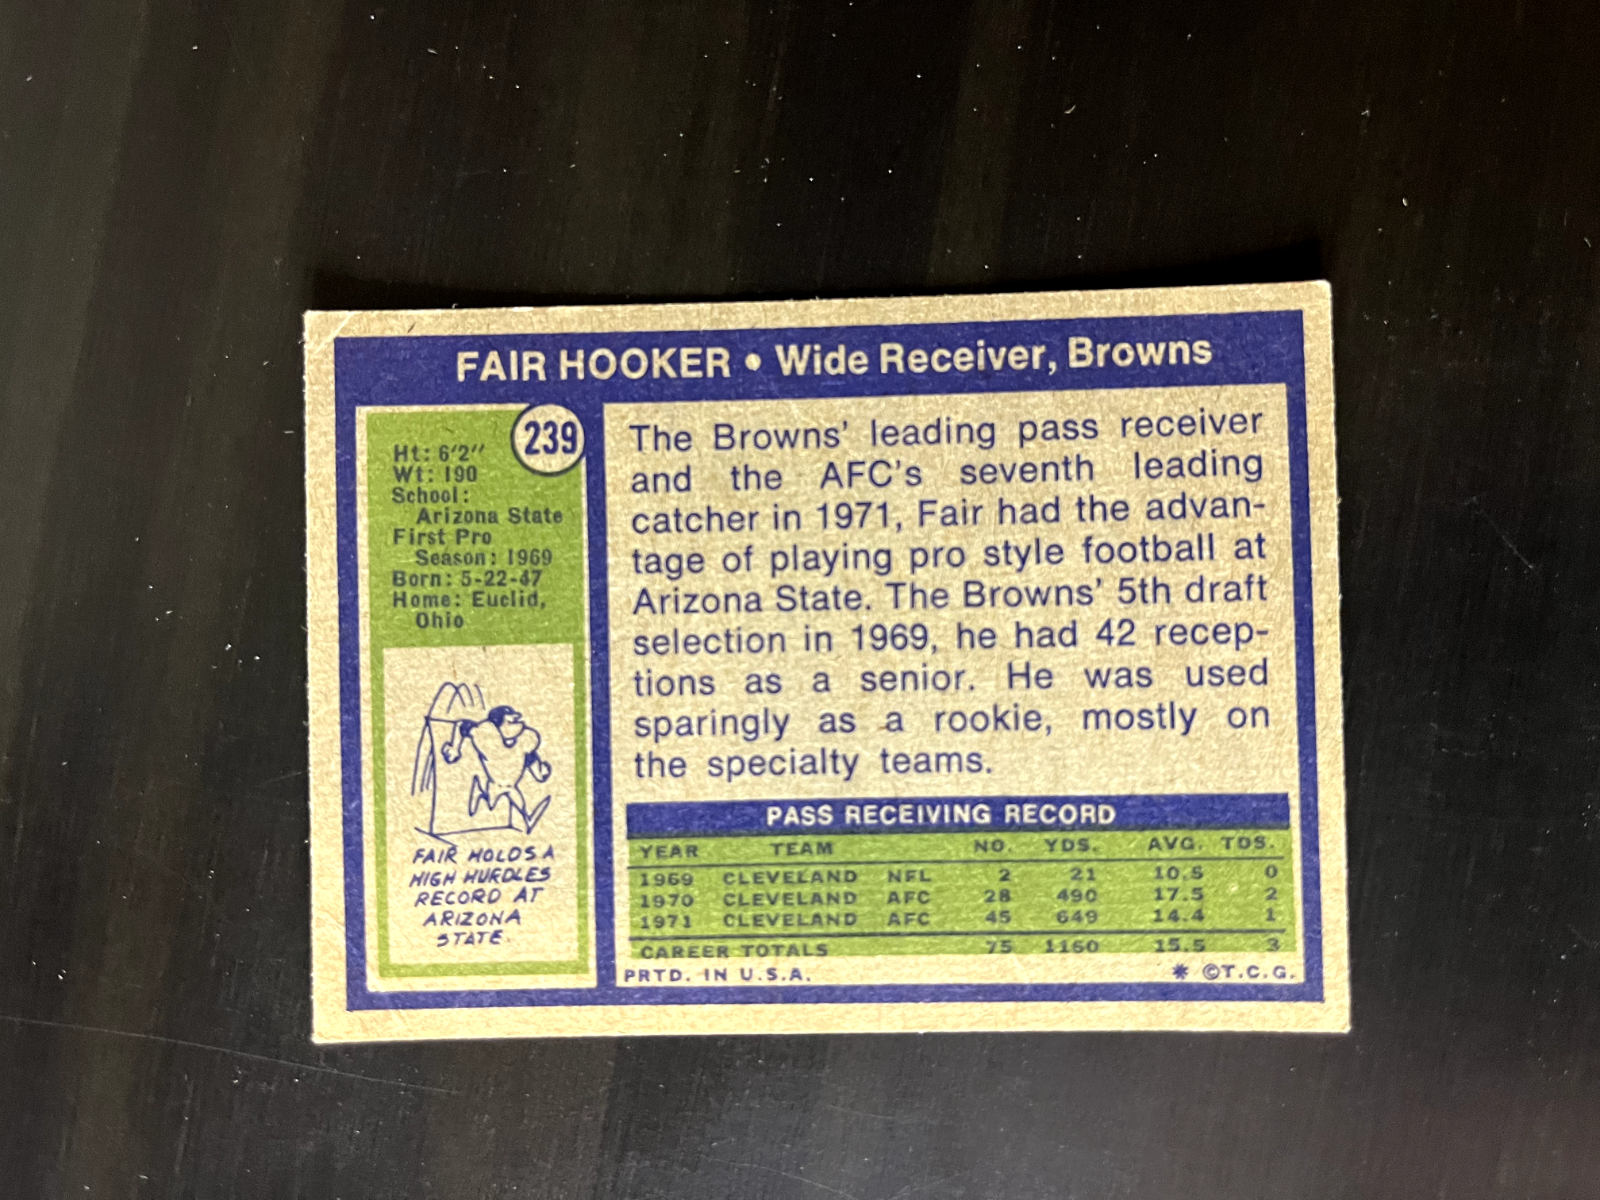 FAIR HOOKER • Wide Receiver, Browns
239
Ht: 6'2"
Wt: 190
School:
Arizona State
First Pro
Season: 1969
Born: 5-22-47
Home: Euclid,
Ohio
FAIR HOLDS A
HIGH HURDLES
RECORD AT
ARIZONA
STATE.
The Browns' leading pass receiver
and the AFC's seventh leading
catcher in 1971, Fair had the advan-
tage of playing pro style football at
Arizona State. The Browns' 5th draft
selection in 1969, he had 42 recep-
tions as a senior. He was used
sparingly as a rookie, mostly on
the specialty teams.
PASS RECEIVING RECORD
YEAR TEAM NO. YDS. AVG. TDS.
1969 CLEVELAND NFL 2 21 10.5 0
1970 CLEVELAND AFC 28 490 17.5 2
1971 CLEVELAND AFC 45 649 14.4 1
CAREER TOTALS 75 1160 15.5 3
PRTD. IN U.S.A. * ©T.C.G.